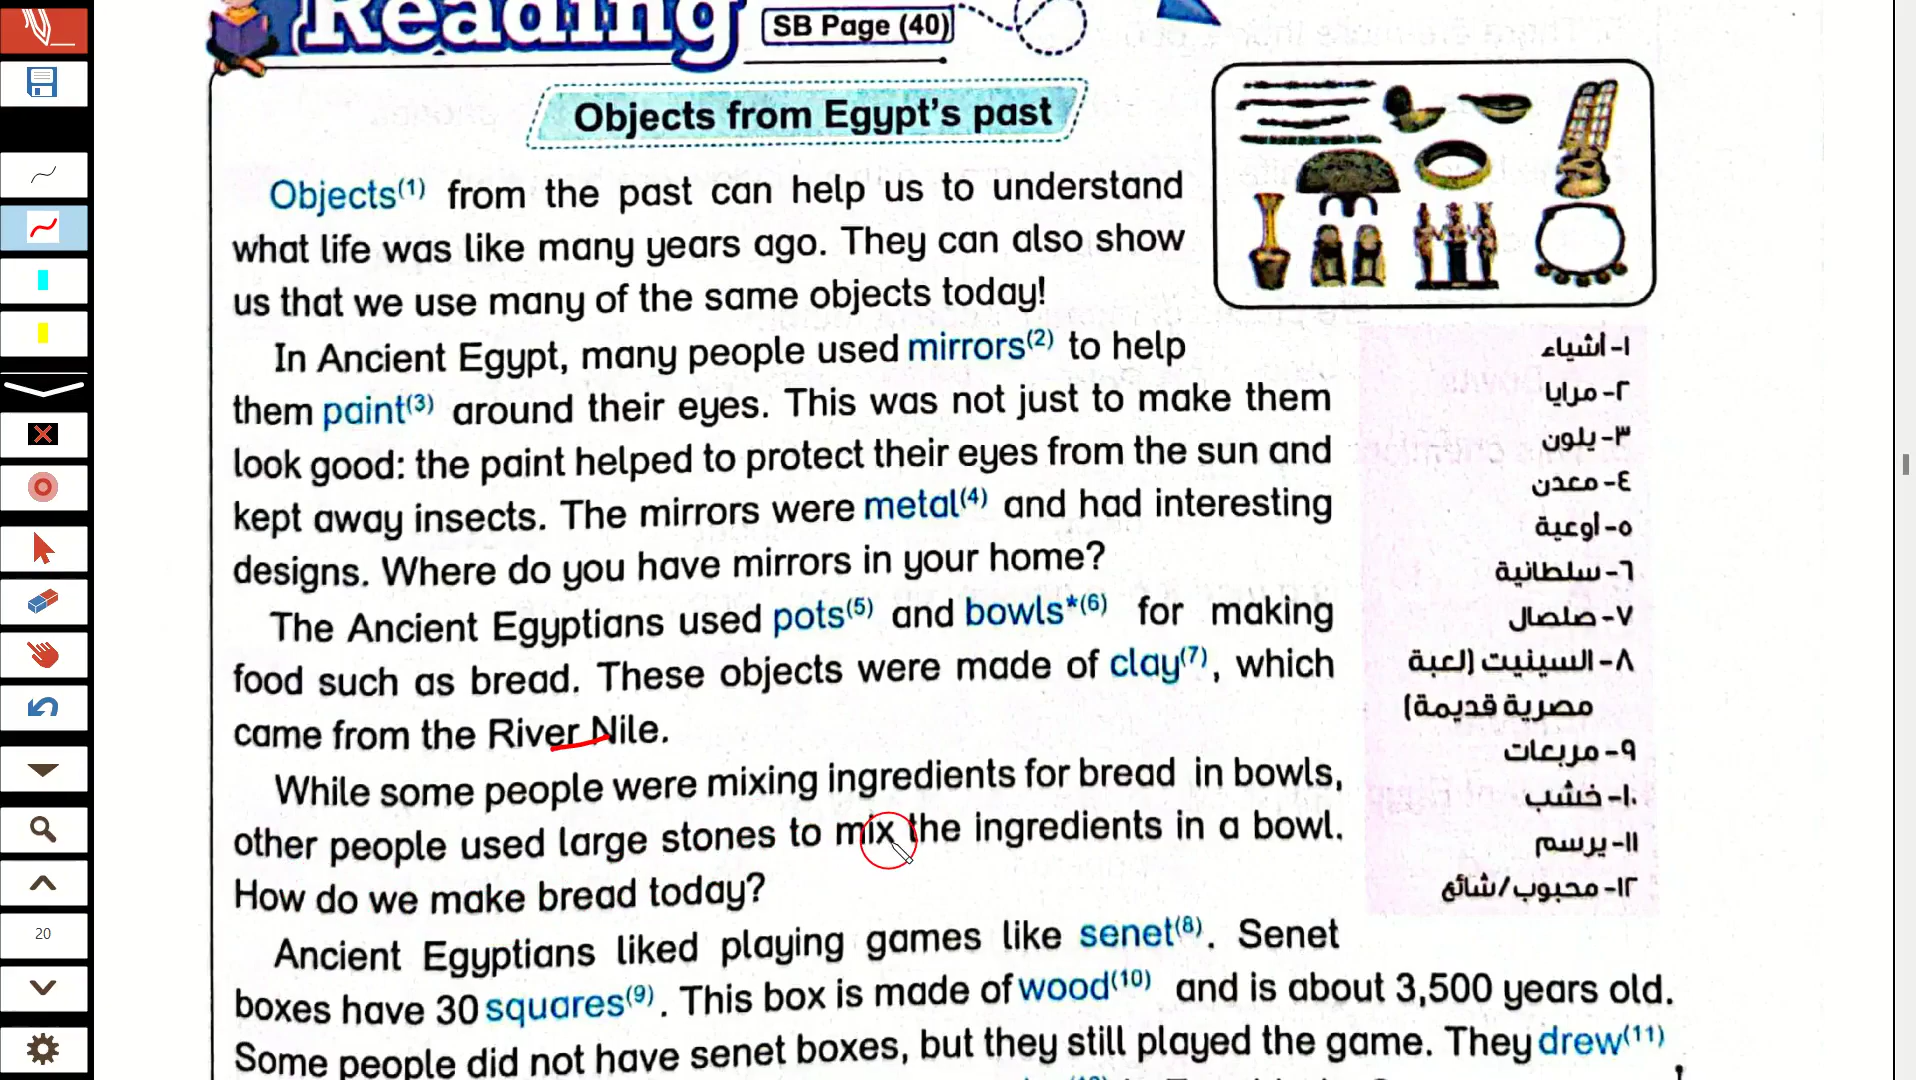 Reading
SB Page (40)
Objects from Egypt's past
Objects(1) from the past can help us to understand
what life was like many years ago. They can also show
us that we use many of the same objects today!
In Ancient Egypt, many people used mirrors(2) to help
them paint(3) around their eyes. This was not just to make them
look good: the paint helped to protect their eyes from the sun and
kept away insects. The mirrors were metal(4) and had interesting
designs. Where do you have mirrors in your home?
The Ancient Egyptians used pots(5) and bowls*(6) for making
food such as bread. These objects were made of clay(7), which
came from the River Nile.
While some people were mixing ingredients for bread in bowls,
other people used large stones to mix the ingredients in a bowl.
How do we make bread today?
Ancient Egyptians liked playing games like senet(8). Senet
boxes have 30 squares(9). This box is made of wood(10) and is about 3,500 years old.
Some people did not have senet boxes, but they still played the game. They drew(11)
١- أشياء
٢- مرايا
٣- يلون
٤- معدن
٥- أوعية
٦- سلطانية
٧- صلصال
٨- السينيت (لعبة
مصرية قديمة)
٩- مربعات
١٠- خشب
١١- يرسم
١٢- محبوب/شائع
20